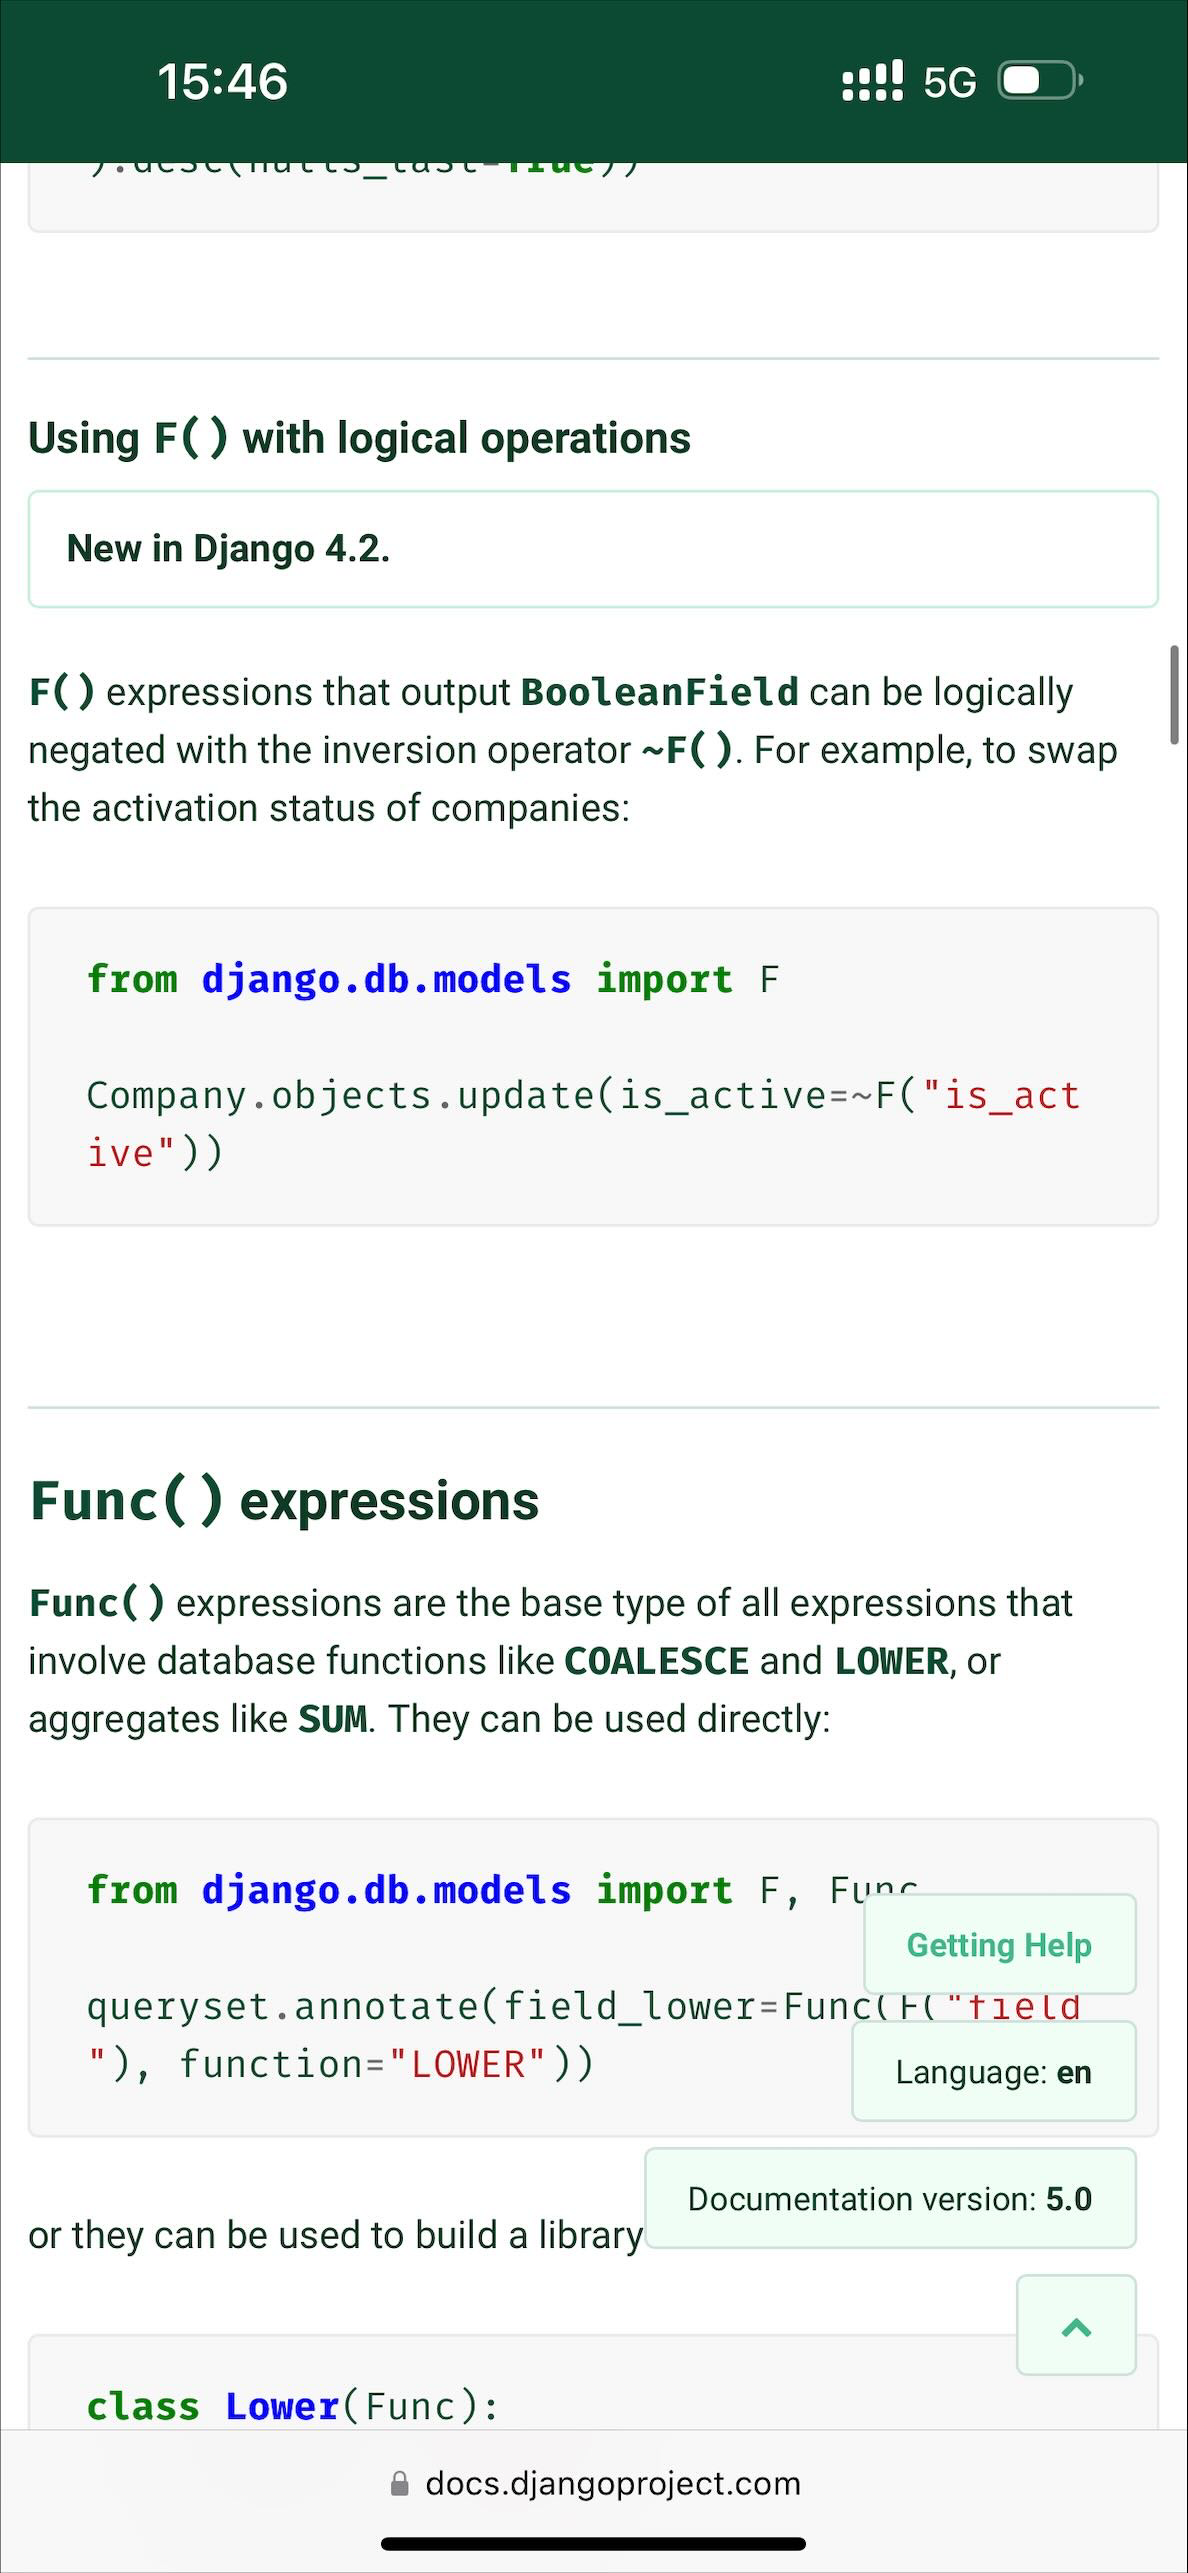 15:46
5G
).desc(nulls_last=True))
Using F() with logical operations
New in Django 4.2.
F() expressions that output BooleanField can be logically
negated with the inversion operator ~F(). For example, to swap
the activation status of companies:
from django.db.models import F
Company.objects.update(is_active=~F("is_act
ive"))
Func() expressions
Func() expressions are the base type of all expressions that
involve database functions like COALESCE and LOWER, or
aggregates like SUM. They can be used directly:
from django.db.models import F, Func
Getting Help
queryset.annotate(field_lower=Func(F("field
"), function="LOWER"))
Language: en
Documentation version: 5.0
or they can be used to build a library
class Lower(Func):
docs.djangoproject.com